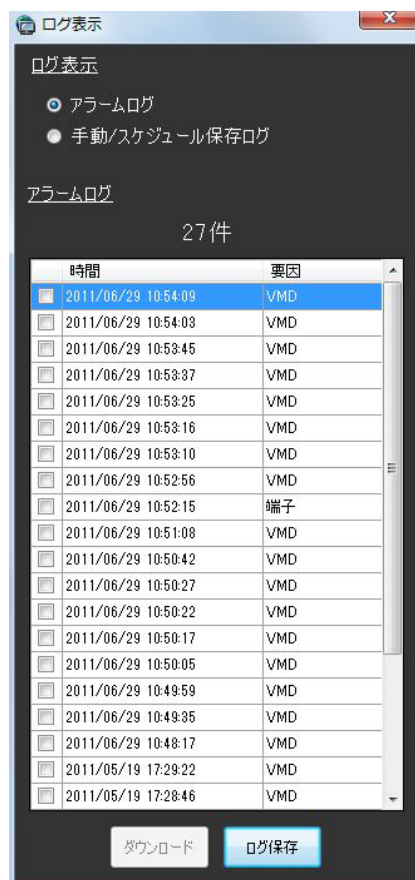 ログ表示
ログ表示
アラームログ
手動/スケジュール保存ログ
アラームログ
27件
時間 要因
2011/06/29 10:54:09 VMD
2011/06/29 10:54:03 VMD
2011/06/29 10:53:45 VMD
2011/06/29 10:53:37 VMD
2011/06/29 10:53:25 VMD
2011/06/29 10:53:16 VMD
2011/06/29 10:53:10 VMD
2011/06/29 10:52:56 VMD
2011/06/29 10:52:15 端子
2011/06/29 10:51:08 VMD
2011/06/29 10:50:42 VMD
2011/06/29 10:50:27 VMD
2011/06/29 10:50:22 VMD
2011/06/29 10:50:17 VMD
2011/06/29 10:50:05 VMD
2011/06/29 10:49:59 VMD
2011/06/29 10:49:35 VMD
2011/06/29 10:48:17 VMD
2011/05/19 17:29:22 VMD
2011/05/19 17:28:46 VMD
ダウンロード ログ保存